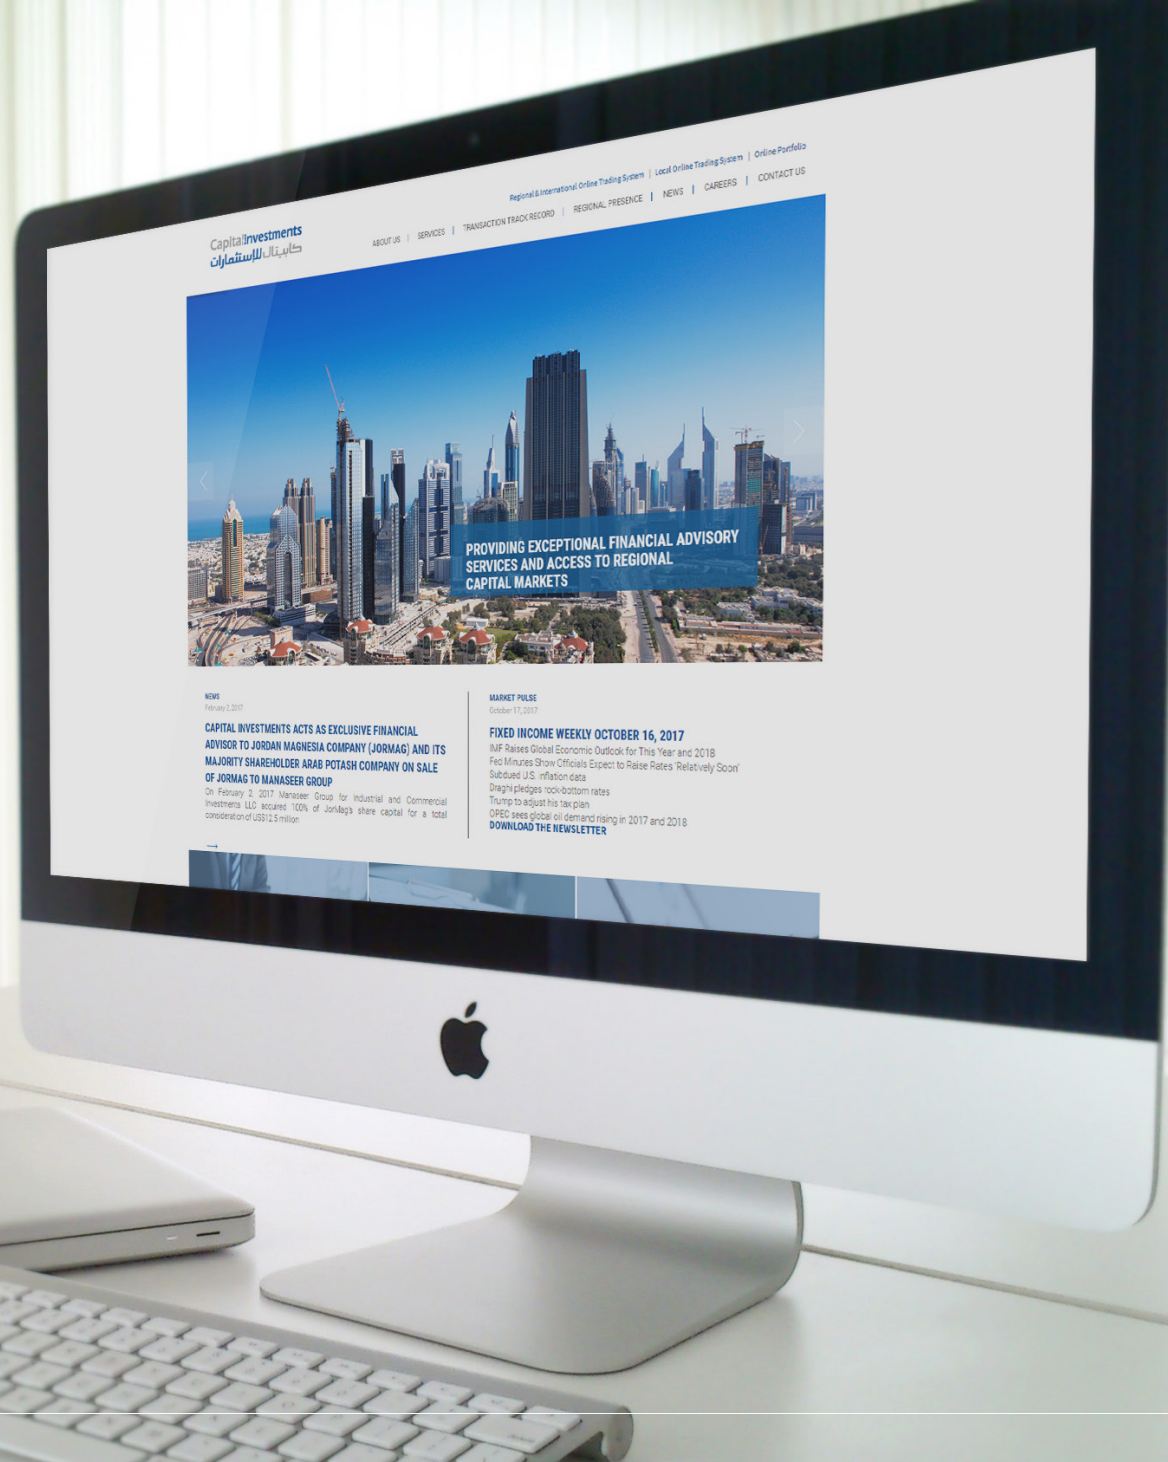 Regional & International Online Trading System | Local Online Trading System | Online Portfolio
CapitalInvestments
كابيتال للإستثمارات
ABOUT US | SERVICES | TRANSACTION TRACK RECORD | REGIONAL PRESENCE | NEWS | CAREERS | CONTACT US
PROVIDING EXCEPTIONAL FINANCIAL ADVISORY
SERVICES AND ACCESS TO REGIONAL
CAPITAL MARKETS
NEWS
February 2, 2017
CAPITAL INVESTMENTS ACTS AS EXCLUSIVE FINANCIAL
ADVISOR TO JORDAN MAGNESIA COMPANY (JORMAG) AND ITS
MAJORITY SHAREHOLDER ARAB POTASH COMPANY ON SALE
OF JORMAG TO MANASEER GROUP
On February 2, 2017 Manaseer Group for Industrial and Commercial
Investments LLC acquired 100% of JorMag's share capital for a total
consideration of US$12.5 million
MARKET PULSE
October 17, 2017
FIXED INCOME WEEKLY OCTOBER 16, 2017
IMF Raises Global Economic Outlook for This Year and 2018
Fed Minutes Show Officials Expect to Raise Rates 'Relatively Soon'
Subdued U.S. inflation data
Draghi pledges rock-bottom rates
Trump to adjust his tax plan
OPEC sees global oil demand rising in 2017 and 2018
DOWNLOAD THE NEWSLETTER